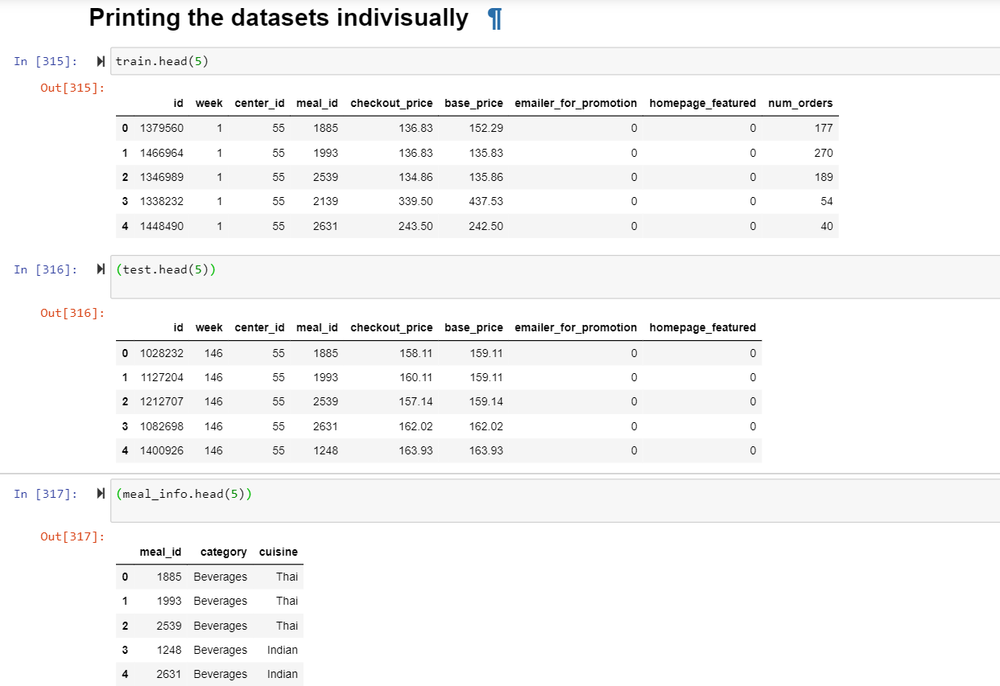 Printing the datasets indivisually ¶
In [315]: train.head(5)
Out[315]:
id week center_id meal_id checkout_price base_price emailer_for_promotion homepage_featured num_orders
0 1379560 1 55 1885 136.83 152.29 0 0 177
1 1466964 1 55 1993 136.83 135.83 0 0 270
2 1346989 1 55 2539 134.86 135.86 0 0 189
3 1338232 1 55 2139 339.50 437.53 0 0 54
4 1448490 1 55 2631 243.50 242.50 0 0 40
In [316]: (test.head(5))
Out[316]:
id week center_id meal_id checkout_price base_price emailer_for_promotion homepage_featured
0 1028232 146 55 1885 158.11 159.11 0 0
1 1127204 146 55 1993 160.11 159.11 0 0
2 1212707 146 55 2539 157.14 159.14 0 0
3 1082698 146 55 2631 162.02 162.02 0 0
4 1400926 146 55 1248 163.93 163.93 0 0
In [317]: (meal_info.head(5))
Out[317]:
meal_id category cuisine
0 1885 Beverages Thai
1 1993 Beverages Thai
2 2539 Beverages Thai
3 1248 Beverages Indian
4 2631 Beverages Indian